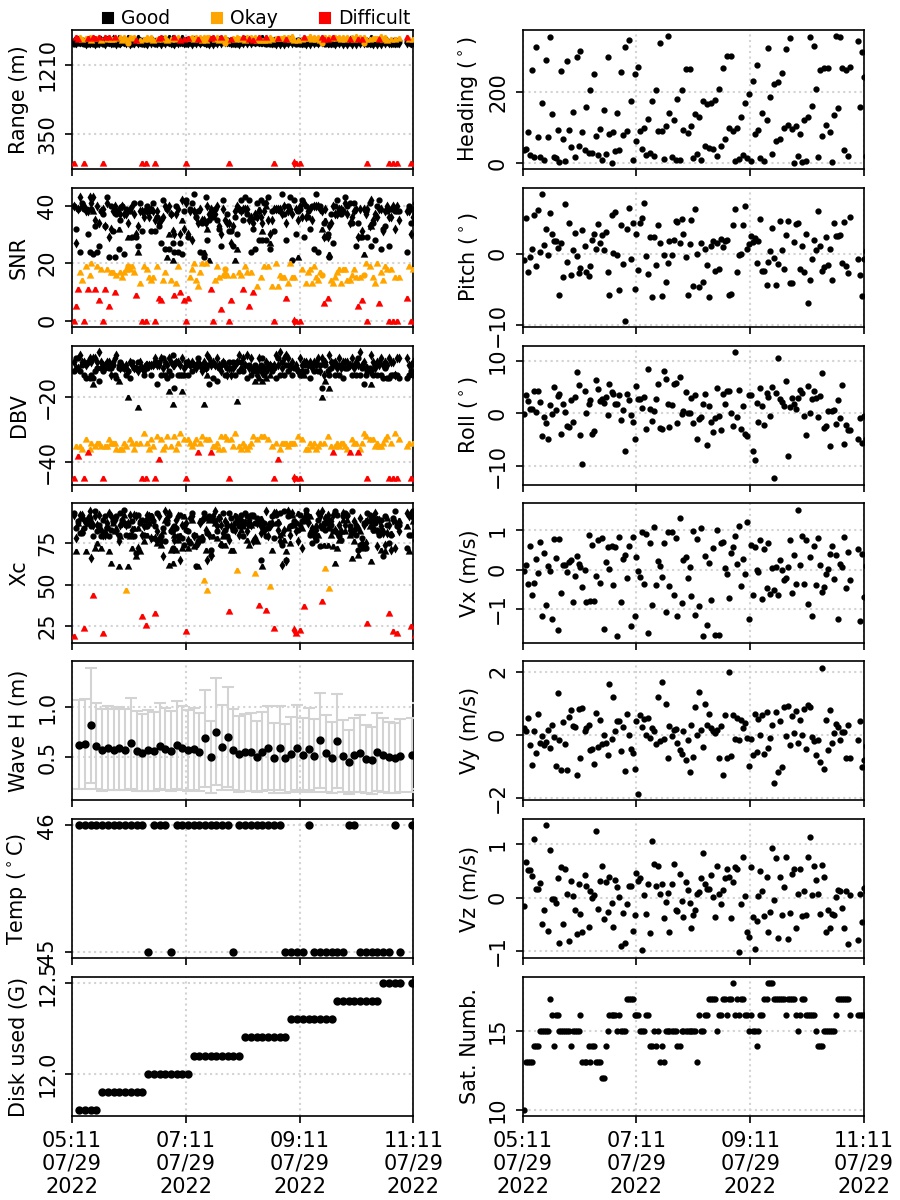 Good Okay Difficult
Range (m)
1210
350
Heading (°)
200
0
SNR
40
20
0
Pitch (°)
0
−10
DBV
−20
−40
Roll (°)
10
0
−10
Xc
75
50
25
Vx (m/s)
1
0
−1
Wave H (m)
1.0
0.5
Vy (m/s)
2
0
−2
Temp (°C)
46
45
Vz (m/s)
1
0
−1
Disk used (G)
12.5
12.0
Sat. Numb.
15
10
05:11 07:11 09:11 11:11 05:11 07:11 09:11 11:11
07/29 07/29 07/29 07/29 07/29 07/29 07/29 07/29
2022 2022 2022 2022 2022 2022 2022 2022